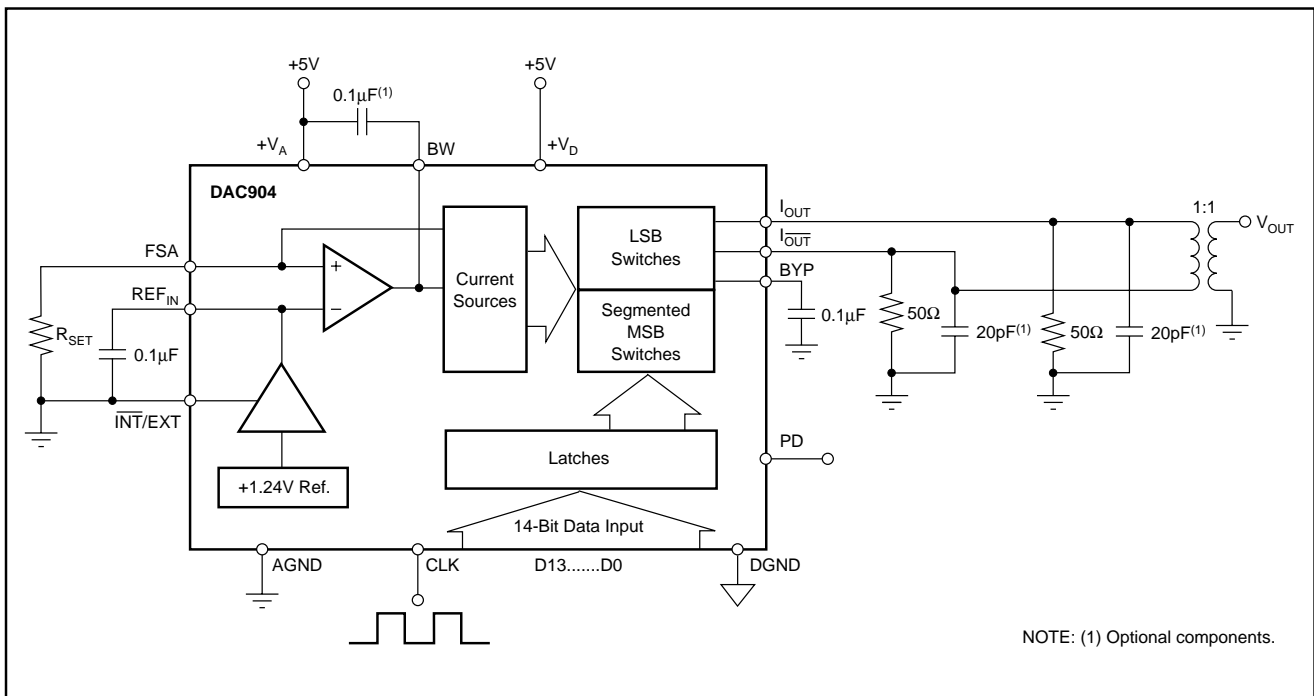 +5V
+5V
0.1µF(1)
+VA
BW
+VD
DAC904
FSA
REFIN
RSET
0.1µF
INT/EXT
+1.24V Ref.
Current
Sources
LSB
Switches
Segmented
MSB
Switches
Latches
14-Bit Data Input
IOUT
IOUT
BYP
0.1µF
50Ω
20pF(1)
50Ω
20pF(1)
1:1
VOUT
PD
AGND
CLK
D13.......D0
DGND
NOTE: (1) Optional components.